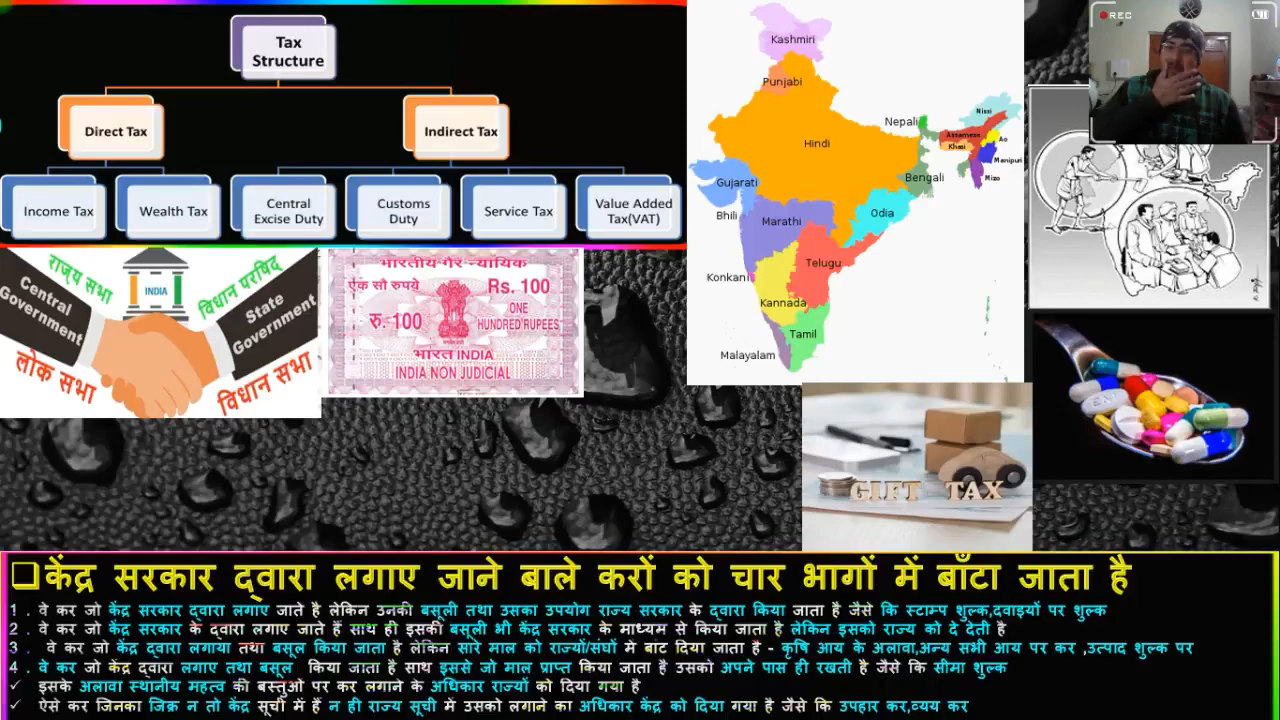 Tax
Structure
Direct Tax
Indirect Tax
Income Tax
Wealth Tax
Central
Excise Duty
Customs
Duty
Service Tax
Value Added
Tax(VAT)
राज्य सभा
विधान परिषद्
INDIA
Central
Government
State
Government
लोक सभा
विधान सभा
भारतीय गैर न्यायिक
एक सौ रुपये
Rs. 100
रु. 100
ONE
HUNDRED RUPEES
भारत INDIA
INDIA NON JUDICIAL
Kashmiri
Punjabi
Hindi
Nepali
Nissi
Assamese
Ao
Khasi
Manipuri
Mizo
Bengali
Gujarati
Bhili
Marathi
Odia
Telugu
Konkani
Kannada
Tamil
Malayalam
REC
GIFT TAX
केंद्र सरकार द्वारा लगाए जाने बाले करों को चार भागों में बाँटा जाता है
1 . वे कर जो केंद्र सरकार द्वारा लगाए जाते है लेकिन उनकी बसूली तथा उसका उपयोग राज्य सरकार के द्वारा किया जाता है जैसे कि स्टाम्प शुल्क,दवाइयों पर शुल्क
2 . वे कर जो केंद्र सरकार के द्वारा लगाए जाते हैं साथ ही इसकी बसूली भी केंद्र सरकार के माध्यम से किया जाता है लेकिन इसको राज्य को दे देती है
3 . वे कर जो केंद्र द्वारा लगाया तथा बसूल किया जाता है लेकिन सारे माल को राज्यों/संघों में बांट दिया जाता है - कृषि आय के अलावा,अन्य सभी आय पर कर ,उत्पाद शुल्क पर
4 . वे कर जो केंद्र द्वारा लगाए तथा बसूल किया जाता है साथ इससे जो माल प्राप्त किया जाता है उसको अपने पास ही रखती है जैसे कि सीमा शुल्क
✓ इसके अलावा स्थानीय महत्व की बस्तुओं पर कर लगाने के अधिकार राज्यों को दिया गया है
✓ ऐसे कर जिनका जिक्र न तो केंद्र सूची में हैं न ही राज्य सूची में उसको लगाने का अधिकार केंद्र को दिया गया है जैसे कि उपहार कर,व्यय कर